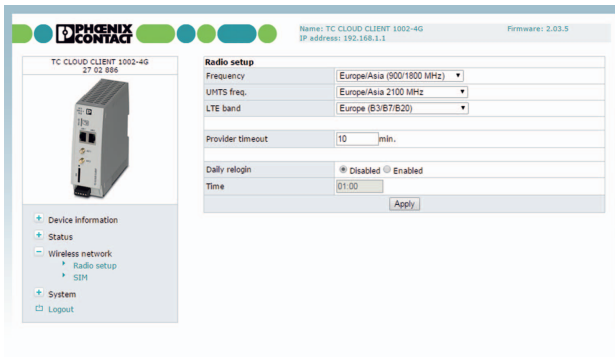 PHŒNIX
CONTACT
Name: TC CLOUD CLIENT 1002-4G
IP address: 192.168.1.1
Firmware: 2.03.5
TC CLOUD CLIENT 1002-4G
27 02 886
Device information
Status
Wireless network
Radio setup
SIM
System
Logout
Radio setup
Frequency Europe/Asia (900/1800 MHz)
UMTS freq. Europe/Asia 2100 MHz
LTE band Europe (B3/B7/B20)
Provider timeout 10 min.
Daily relogin Disabled Enabled
Time 01:00
Apply